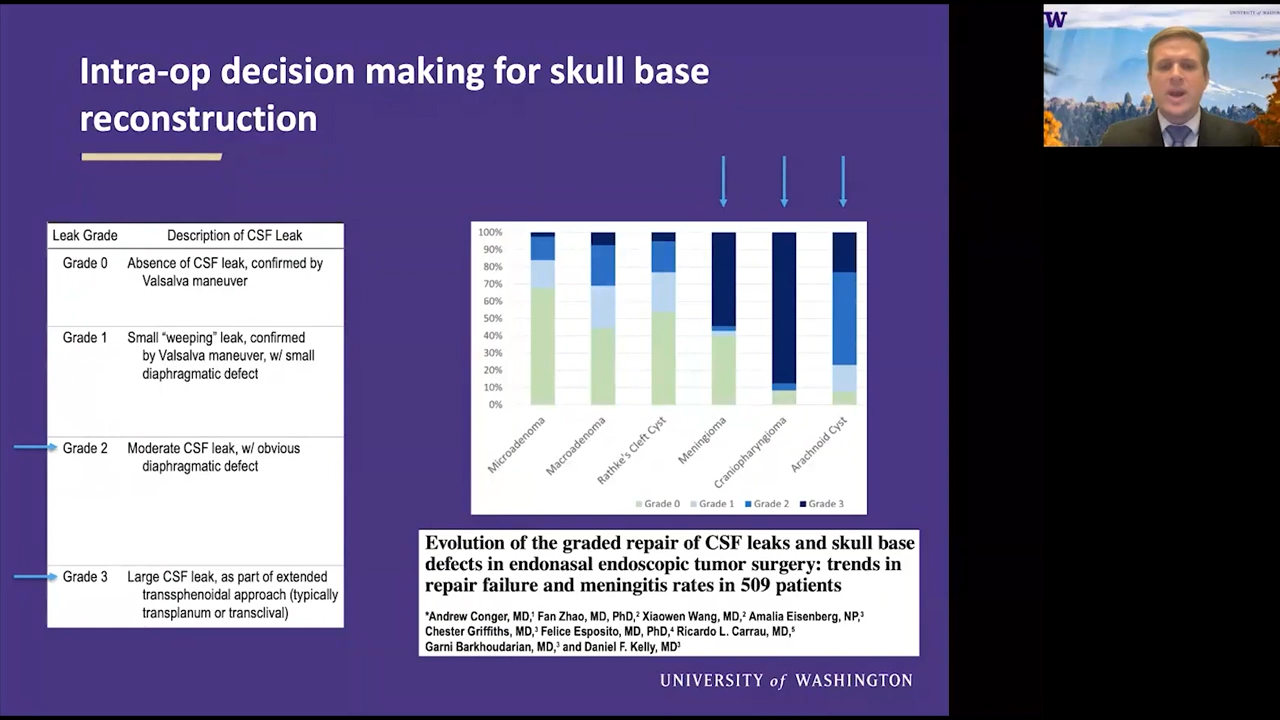 Intra-op decision making for skull base
reconstruction
Leak Grade Description of CSF Leak
Grade 0 Absence of CSF leak, confirmed by
Valsalva maneuver
Grade 1 Small “weeping” leak, confirmed
by Valsalva maneuver, w/ small
diaphragmatic defect
Grade 2 Moderate CSF leak, w/ obvious
diaphragmatic defect
Grade 3 Large CSF leak, as part of extended
transsphenoidal approach (typically
transplanum or transclival)
100%
90%
80%
70%
60%
50%
40%
30%
20%
10%
0%
Microadenoma
Macroadenoma
Rathke's Cleft Cyst
Meningioma
Craniopharyngioma
Arachnoid Cyst
Grade 0 Grade 1 Grade 2 Grade 3
Evolution of the graded repair of CSF leaks and skull base
defects in endonasal endoscopic tumor surgery: trends in
repair failure and meningitis rates in 509 patients
*Andrew Conger, MD,¹ Fan Zhao, MD, PhD,² Xiaowen Wang, MD,² Amalia Eisenberg, NP,³
Chester Griffiths, MD,³ Felice Esposito, MD, PhD,⁴ Ricardo L. Carrau, MD,⁵
Garni Barkhoudarian, MD,³ and Daniel F. Kelly, MD³
UNIVERSITY of WASHINGTON
W
UNIVERSITY of WASHINGTON